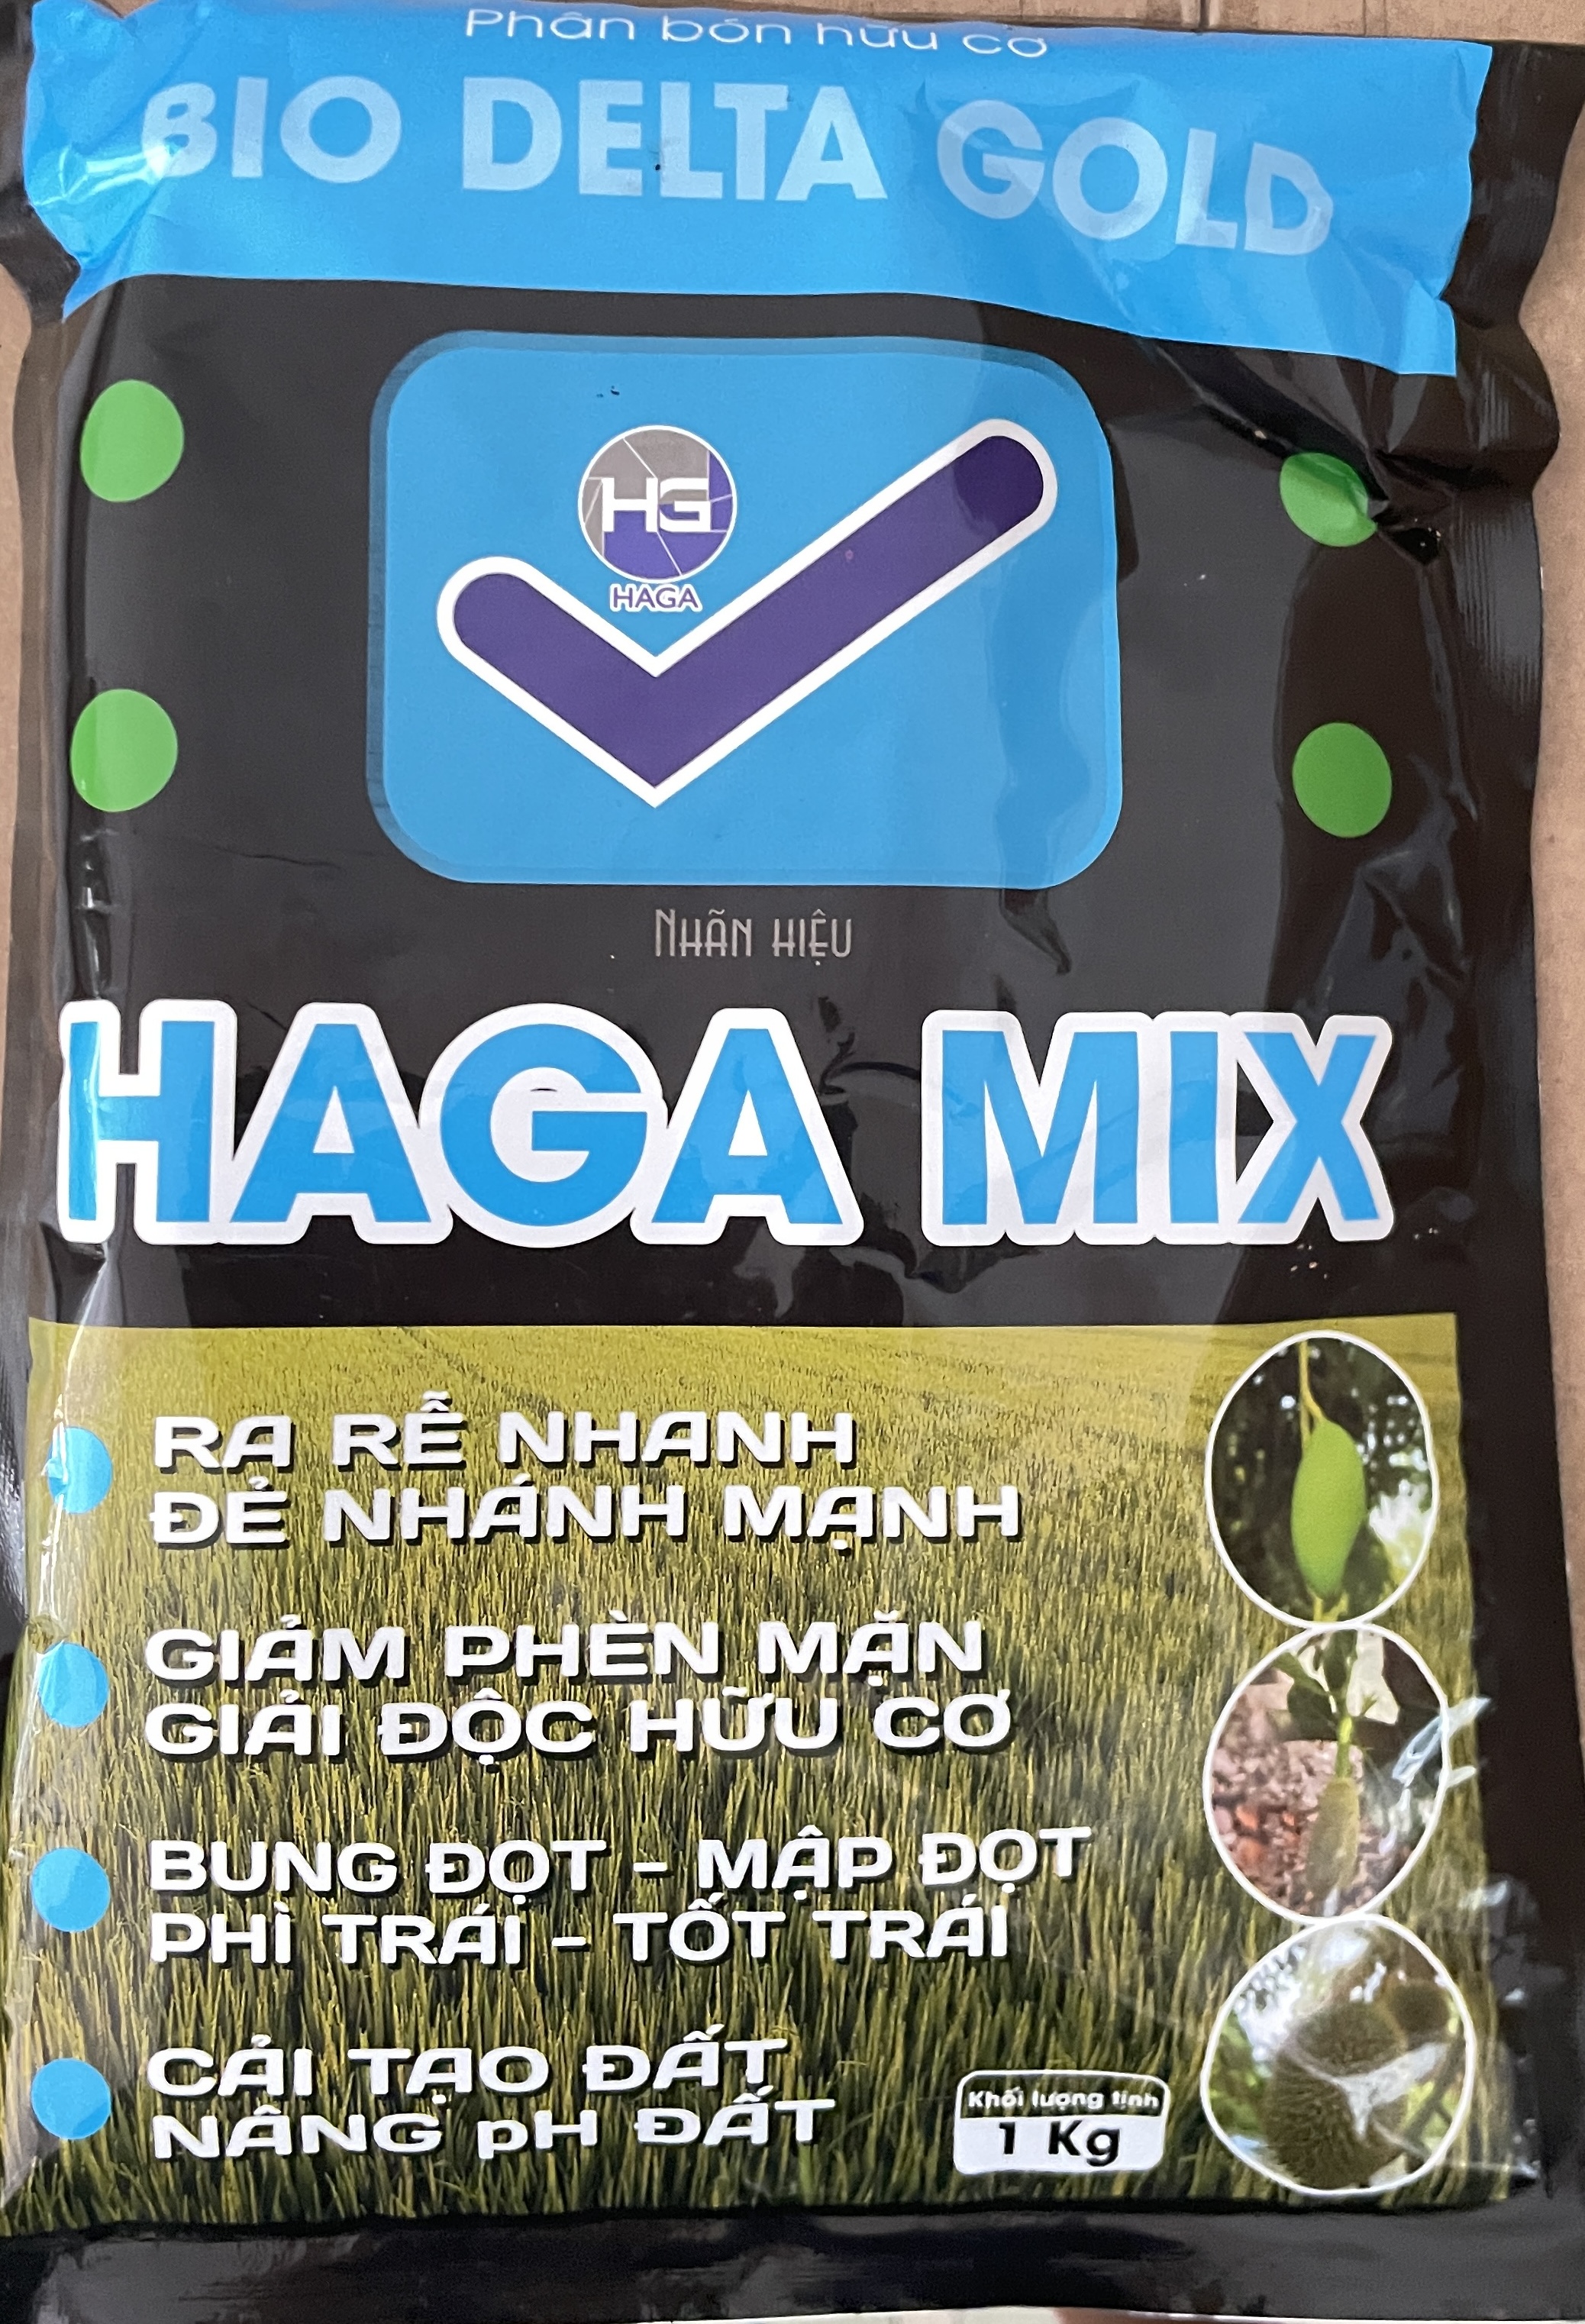 Phân bón hữu cơ
BIO DELTA GOLD
HG
HAGA
NHÃN HIỆU
HAGA MIX
RA RỄ NHANH
ĐẺ NHÁNH MẠNH
GIẢM PHÈN MẶN
GIẢI ĐỘC HỮU CƠ
BUNG ĐỌT - MẬP ĐỌT
PHÌ TRÁI - TỐT TRÁI
CẢI TẠO ĐẤT
NÂNG pH ĐẤT
Khối lượng tịnh
1 Kg